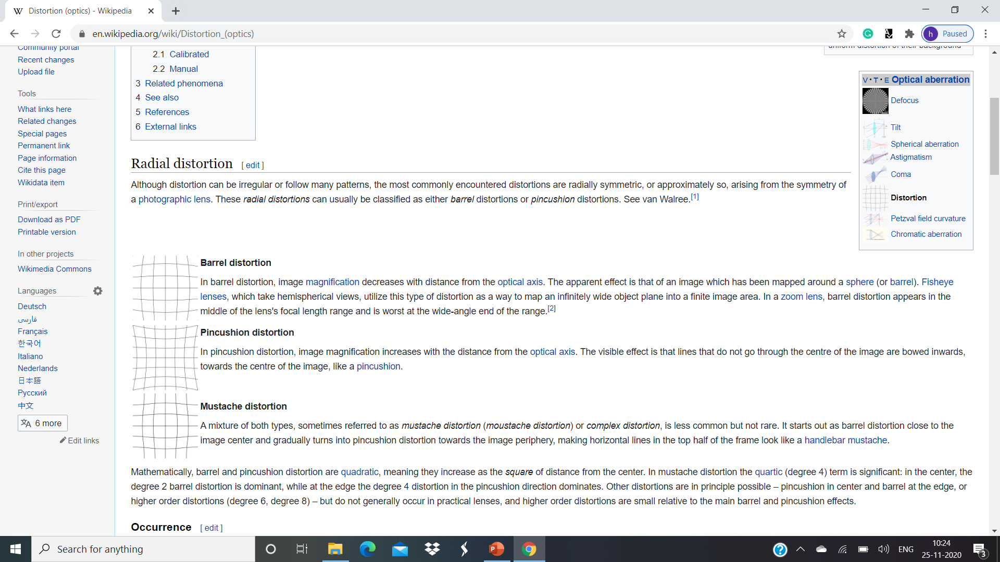 Distortion (optics) - Wikipedia
en.wikipedia.org/wiki/Distortion_(optics)
h Paused
Community portal
Recent changes
Upload file
Tools
What links here
Related changes
Special pages
Permanent link
Page information
Cite this page
Wikidata item
Print/export
Download as PDF
Printable version
In other projects
Wikimedia Commons
Languages
Deutsch
فارسی
Français
한국어
Italiano
Nederlands
日本語
Русский
中文
6 more
Edit links
2.1 Calibrated
2.2 Manual
3 Related phenomena
4 See also
5 References
6 External links
uniform distortion of their background
V · T · E Optical aberration
Defocus
Tilt
Spherical aberration
Astigmatism
Coma
Distortion
Petzval field curvature
Chromatic aberration
Radial distortion [ edit ]
Although distortion can be irregular or follow many patterns, the most commonly encountered distortions are radially symmetric, or approximately so, arising from the symmetry of
a photographic lens. These radial distortions can usually be classified as either barrel distortions or pincushion distortions. See van Walree.[1]
Barrel distortion
In barrel distortion, image magnification decreases with distance from the optical axis. The apparent effect is that of an image which has been mapped around a sphere (or barrel). Fisheye
lenses, which take hemispherical views, utilize this type of distortion as a way to map an infinitely wide object plane into a finite image area. In a zoom lens, barrel distortion appears in the
middle of the lens's focal length range and is worst at the wide-angle end of the range.[2]
Pincushion distortion
In pincushion distortion, image magnification increases with the distance from the optical axis. The visible effect is that lines that do not go through the centre of the image are bowed inwards,
towards the centre of the image, like a pincushion.
Mustache distortion
A mixture of both types, sometimes referred to as mustache distortion (moustache distortion) or complex distortion, is less common but not rare. It starts out as barrel distortion close to the
image center and gradually turns into pincushion distortion towards the image periphery, making horizontal lines in the top half of the frame look like a handlebar mustache.
Mathematically, barrel and pincushion distortion are quadratic, meaning they increase as the square of distance from the center. In mustache distortion the quartic (degree 4) term is significant: in the center, the
degree 2 barrel distortion is dominant, while at the edge the degree 4 distortion in the pincushion direction dominates. Other distortions are in principle possible – pincushion in center and barrel at the edge, or
higher order distortions (degree 6, degree 8) – but do not generally occur in practical lenses, and higher order distortions are small relative to the main barrel and pincushion effects.
Occurrence [ edit ]
Search for anything
ENG
10:24
25-11-2020
3